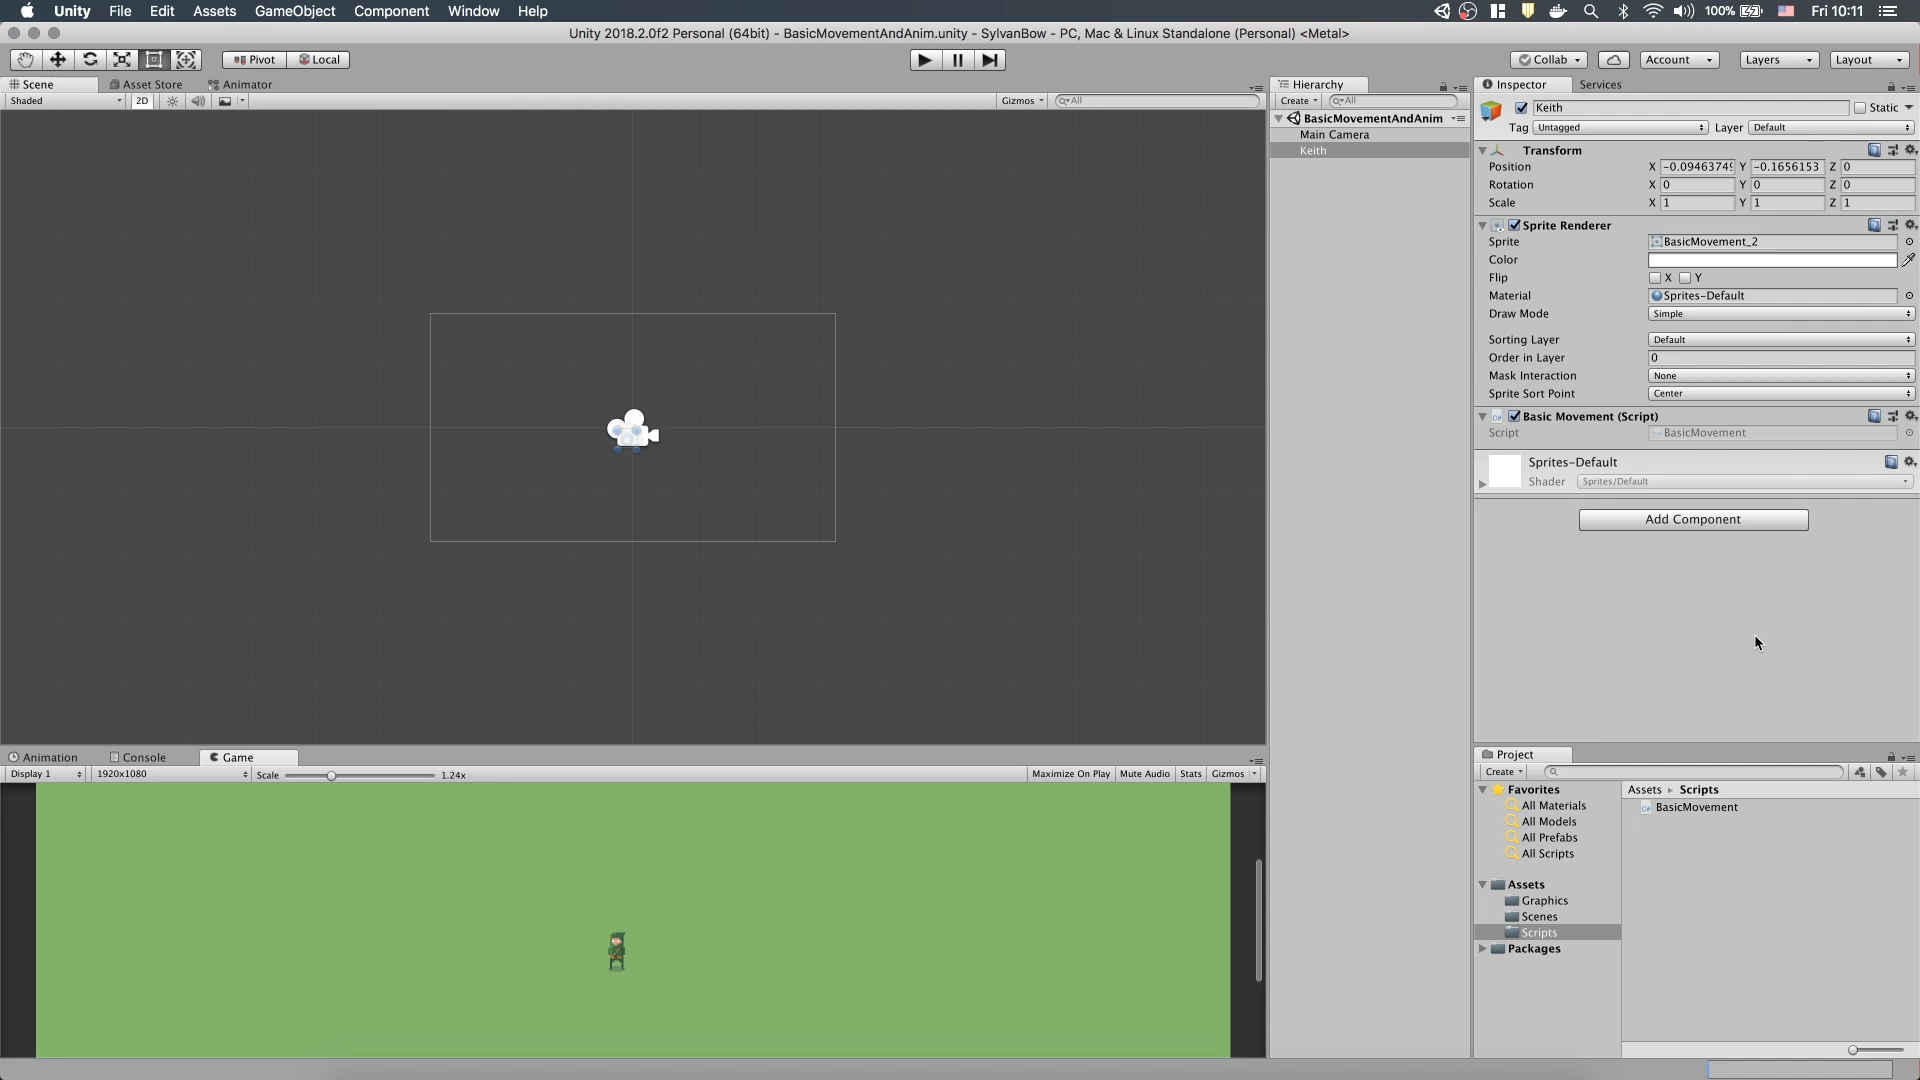 Unity File Edit Assets GameObject Component Window Help 100% Fri 10:11
Unity 2018.2.0f2 Personal (64bit) - BasicMovementAndAnim.unity - SylvanBow - PC, Mac & Linux Standalone (Personal) <Metal>
Pivot Local Collab Account Layers Layout
Scene Asset Store Animator
Shaded 2D Gizmos All
Hierarchy
Create All
BasicMovementAndAnim
Main Camera
Keith
Inspector Services
Keith Static
Tag Untagged Layer Default
Transform
Position X -0.0946374 Y -0.1656153 Z 0
Rotation X 0 Y 0 Z 0
Scale X 1 Y 1 Z 1
Sprite Renderer
Sprite BasicMovement_2
Color
Flip X Y
Material Sprites-Default
Draw Mode Simple
Sorting Layer Default
Order in Layer 0
Mask Interaction None
Sprite Sort Point Center
Basic Movement (Script)
Script BasicMovement
Sprites-Default
Shader Sprites/Default
Add Component
Animation Console Game
Display 1 1920x1080 Scale 1.24x Maximize On Play Mute Audio Stats Gizmos
Project
Create
Favorites
All Materials
All Models
All Prefabs
All Scripts
Assets
Graphics
Scenes
Scripts
Packages
Assets ▸ Scripts
BasicMovement